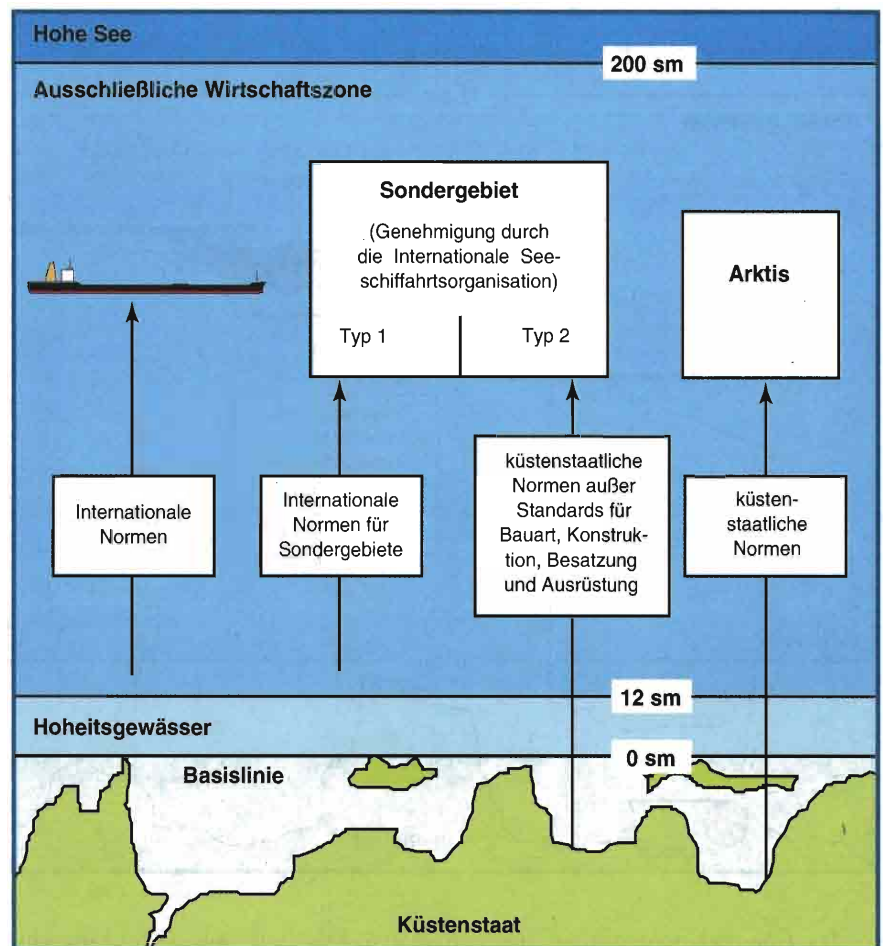 Hohe See
200 sm
Ausschließliche Wirtschaftszone
Sondergebiet
(Genehmigung durch
die Internationale See-
schiffahrtsorganisation)
Typ 1
Typ 2
Arktis
Internationale
Normen
Internationale
Normen für
Sondergebiete
küstenstaatliche
Normen außer
Standards für
Bauart, Konstruk-
tion, Besatzung
und Ausrüstung
küsten-
staatliche
Normen
12 sm
Hoheitsgewässer
0 sm
Basislinie
Küstenstaat